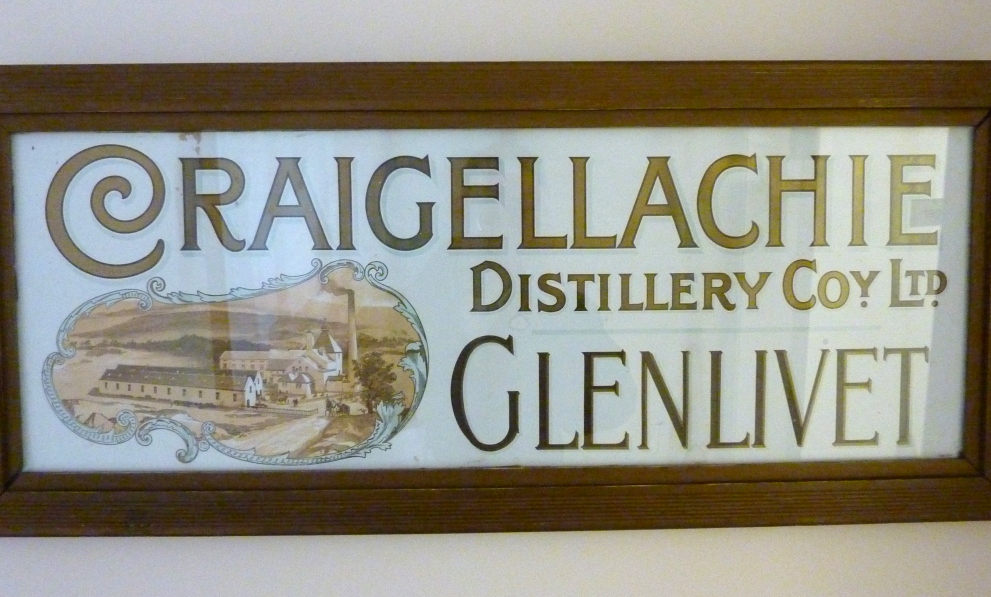 CRAIGELLACHIE
DISTILLERY COY. LTD.
GLENLIVET